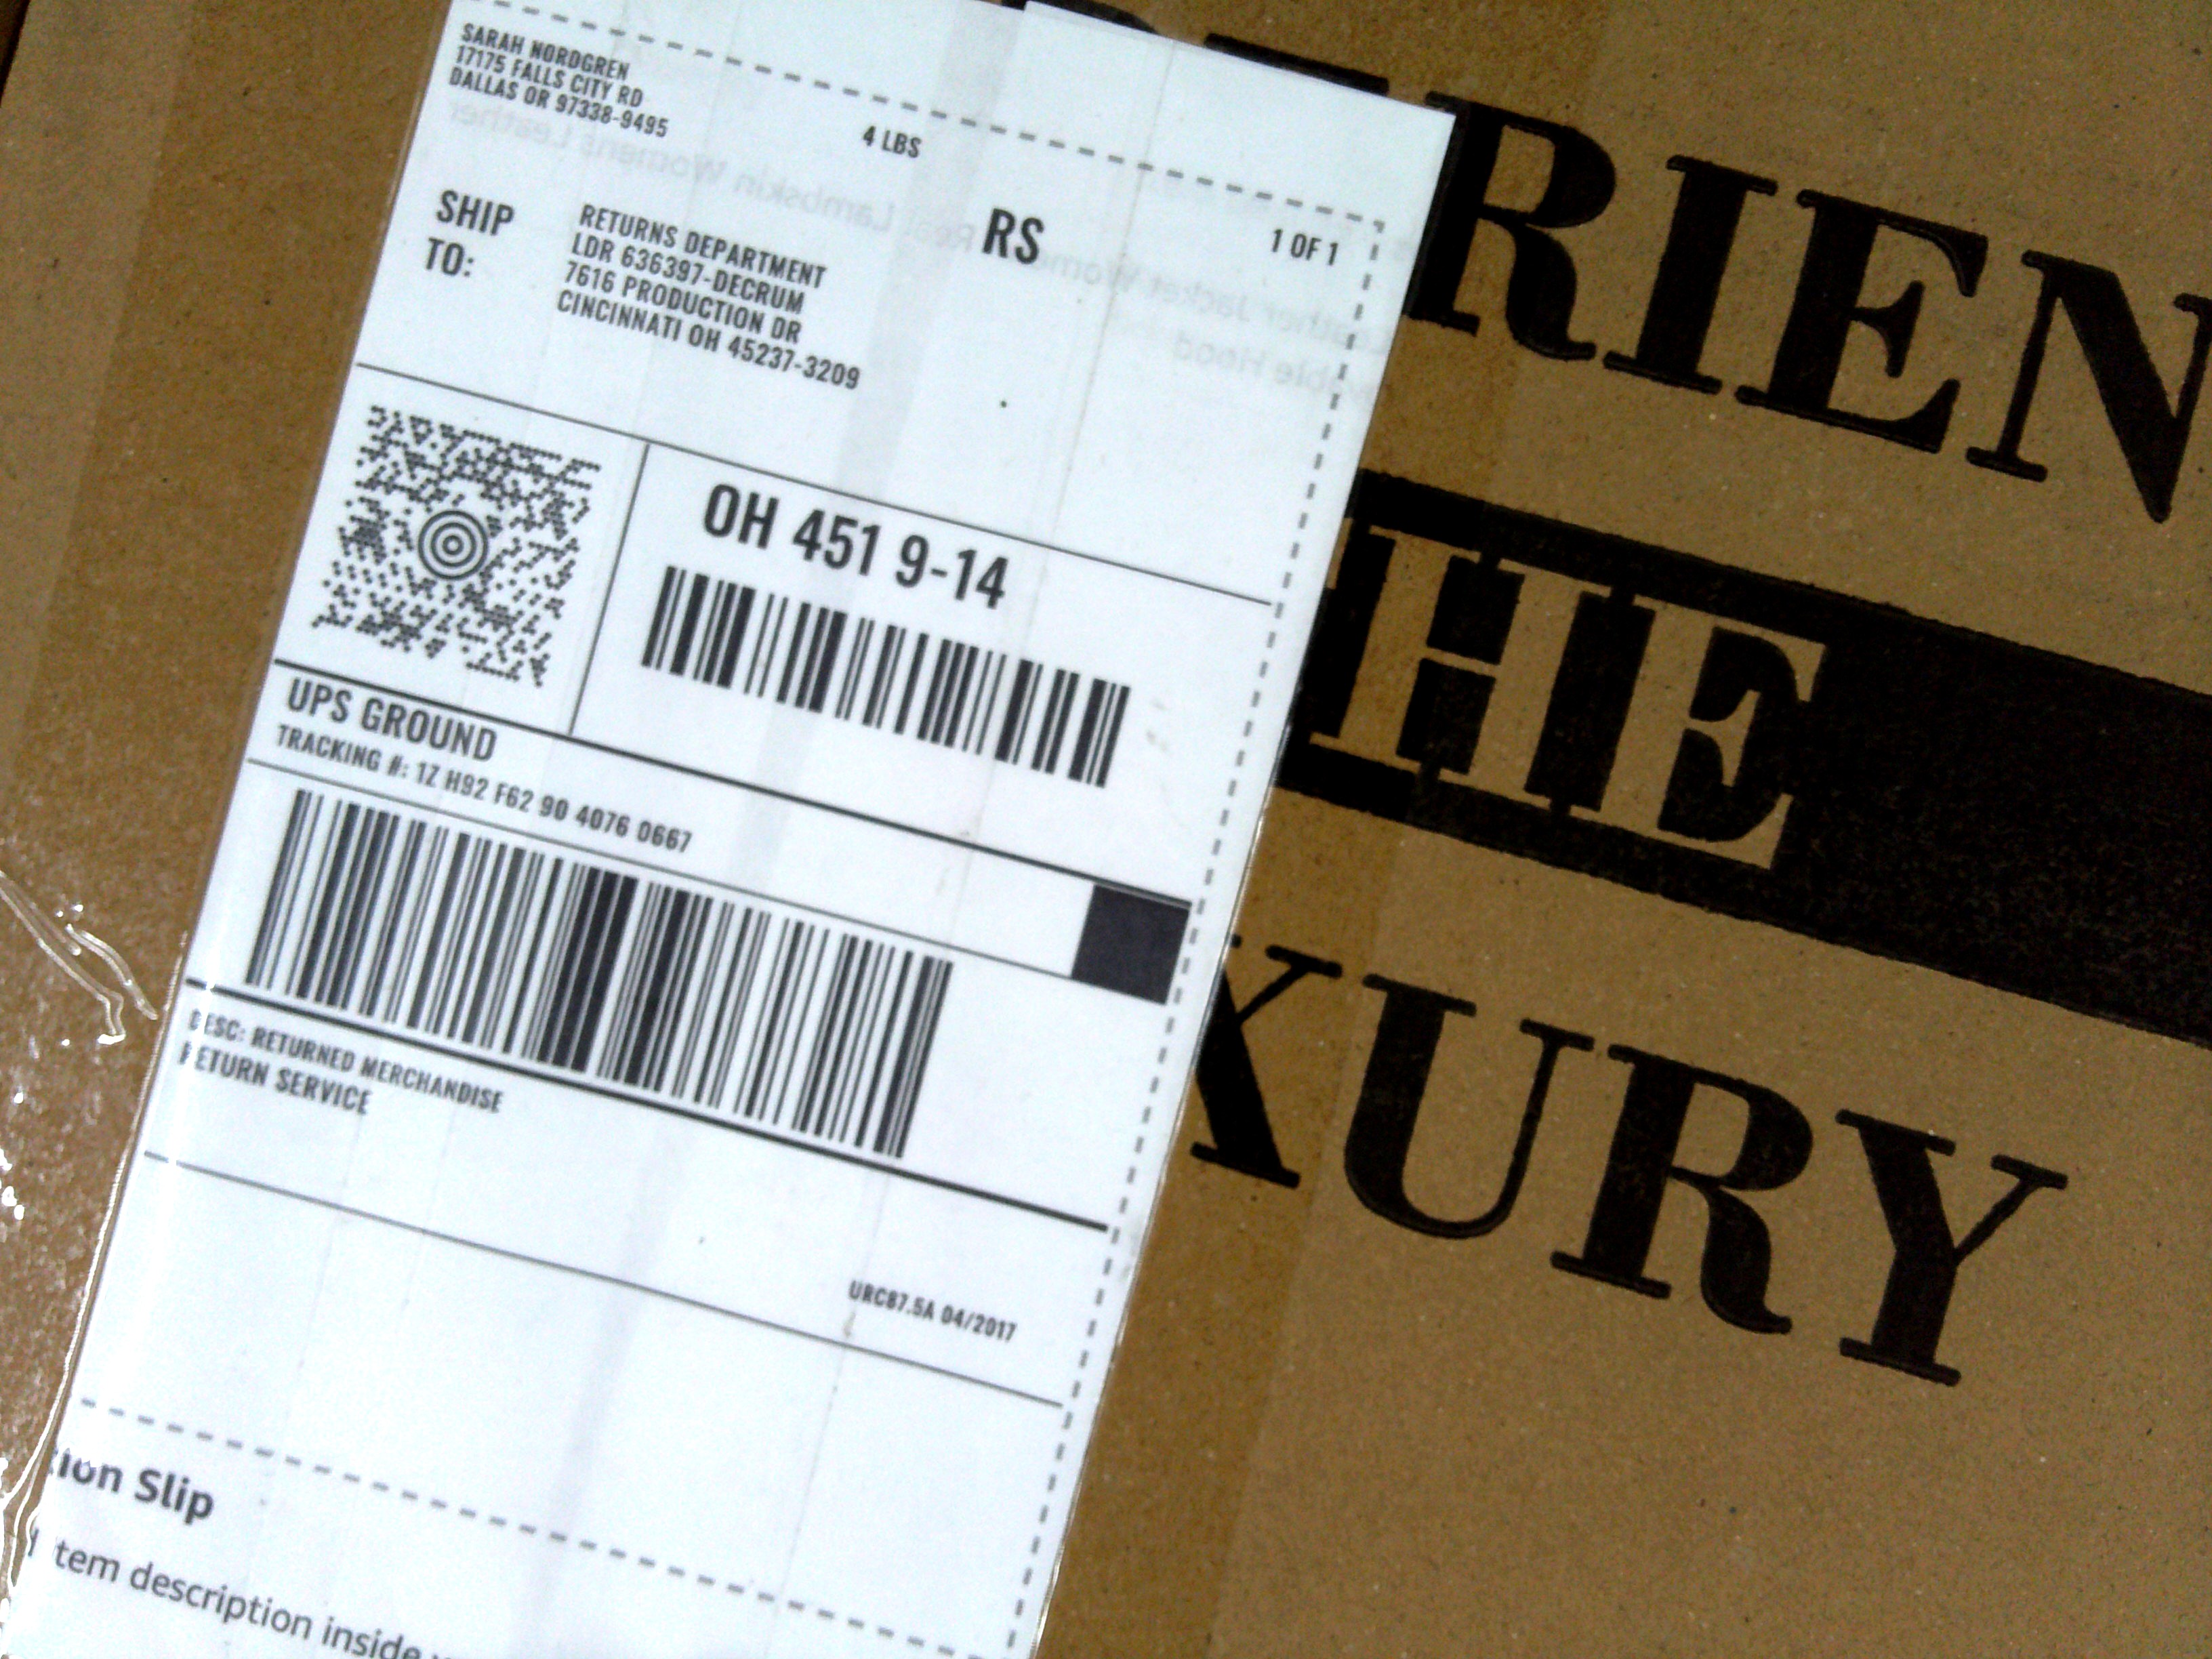 SARAH NORDGREN
17175 FALLS CITY RD
DALLAS OR 97338-9495
4 LBS
RS
1 OF 1
SHIP
TO:
RETURNS DEPARTMENT
LDR 636397-DECRUM
7616 PRODUCTION DR
CINCINNATI OH 45237-3209
OH 451 9-14
UPS GROUND
TRACKING #: 1Z H92 F62 90 4076 0667
DESC: RETURNED MERCHANDISE
RETURN SERVICE
URC87.5A 04/2017
Slip
description inside
RIEN
HE
XURY